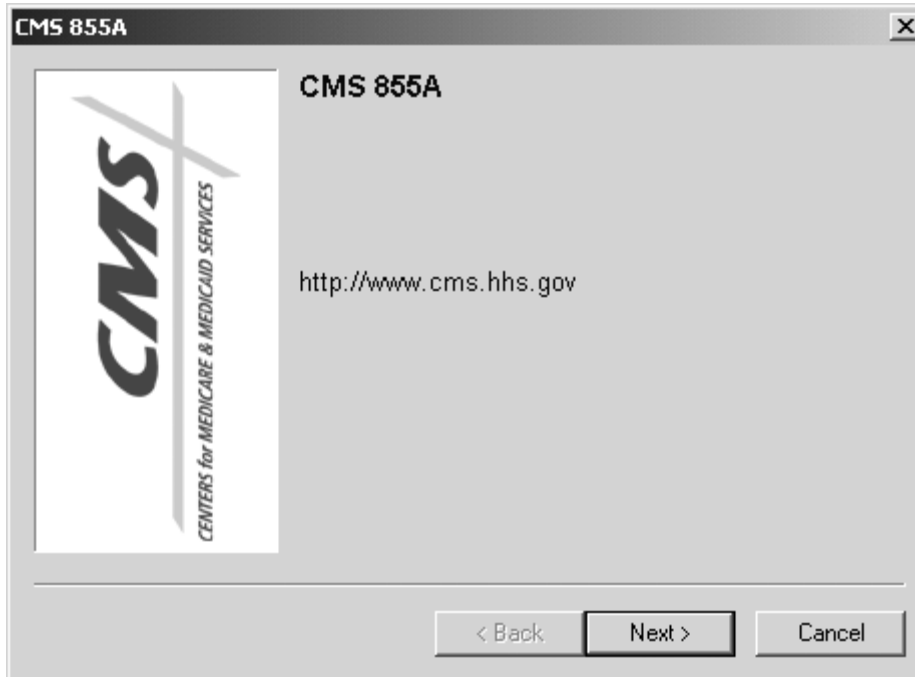 CMS 855A
CMS 855A
CMS
CENTERS for MEDICARE & MEDICAID SERVICES
http://www.cms.hhs.gov
< Back
Next >
Cancel